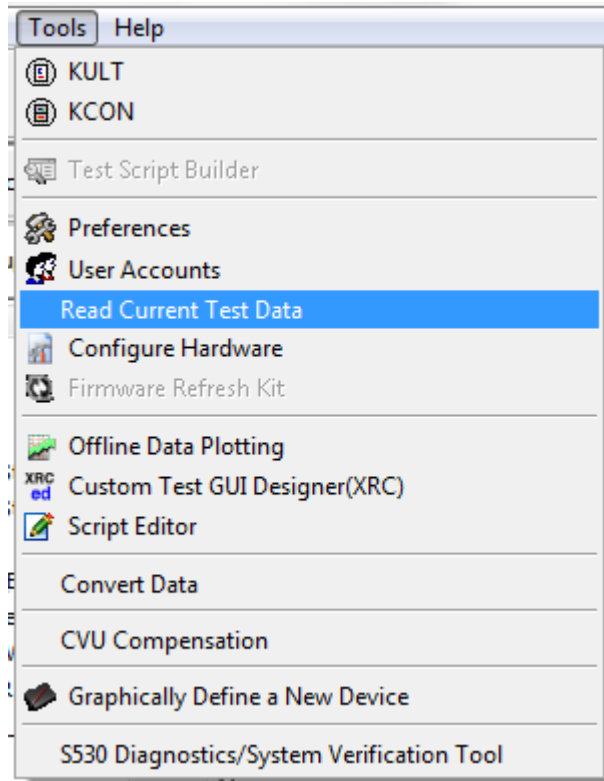 Tools Help
KULT
KCON
Test Script Builder
Preferences
User Accounts
Read Current Test Data
Configure Hardware
Firmware Refresh Kit
Offline Data Plotting
XRC ed Custom Test GUI Designer(XRC)
Script Editor
Convert Data
CVU Compensation
Graphically Define a New Device
S530 Diagnostics/System Verification Tool